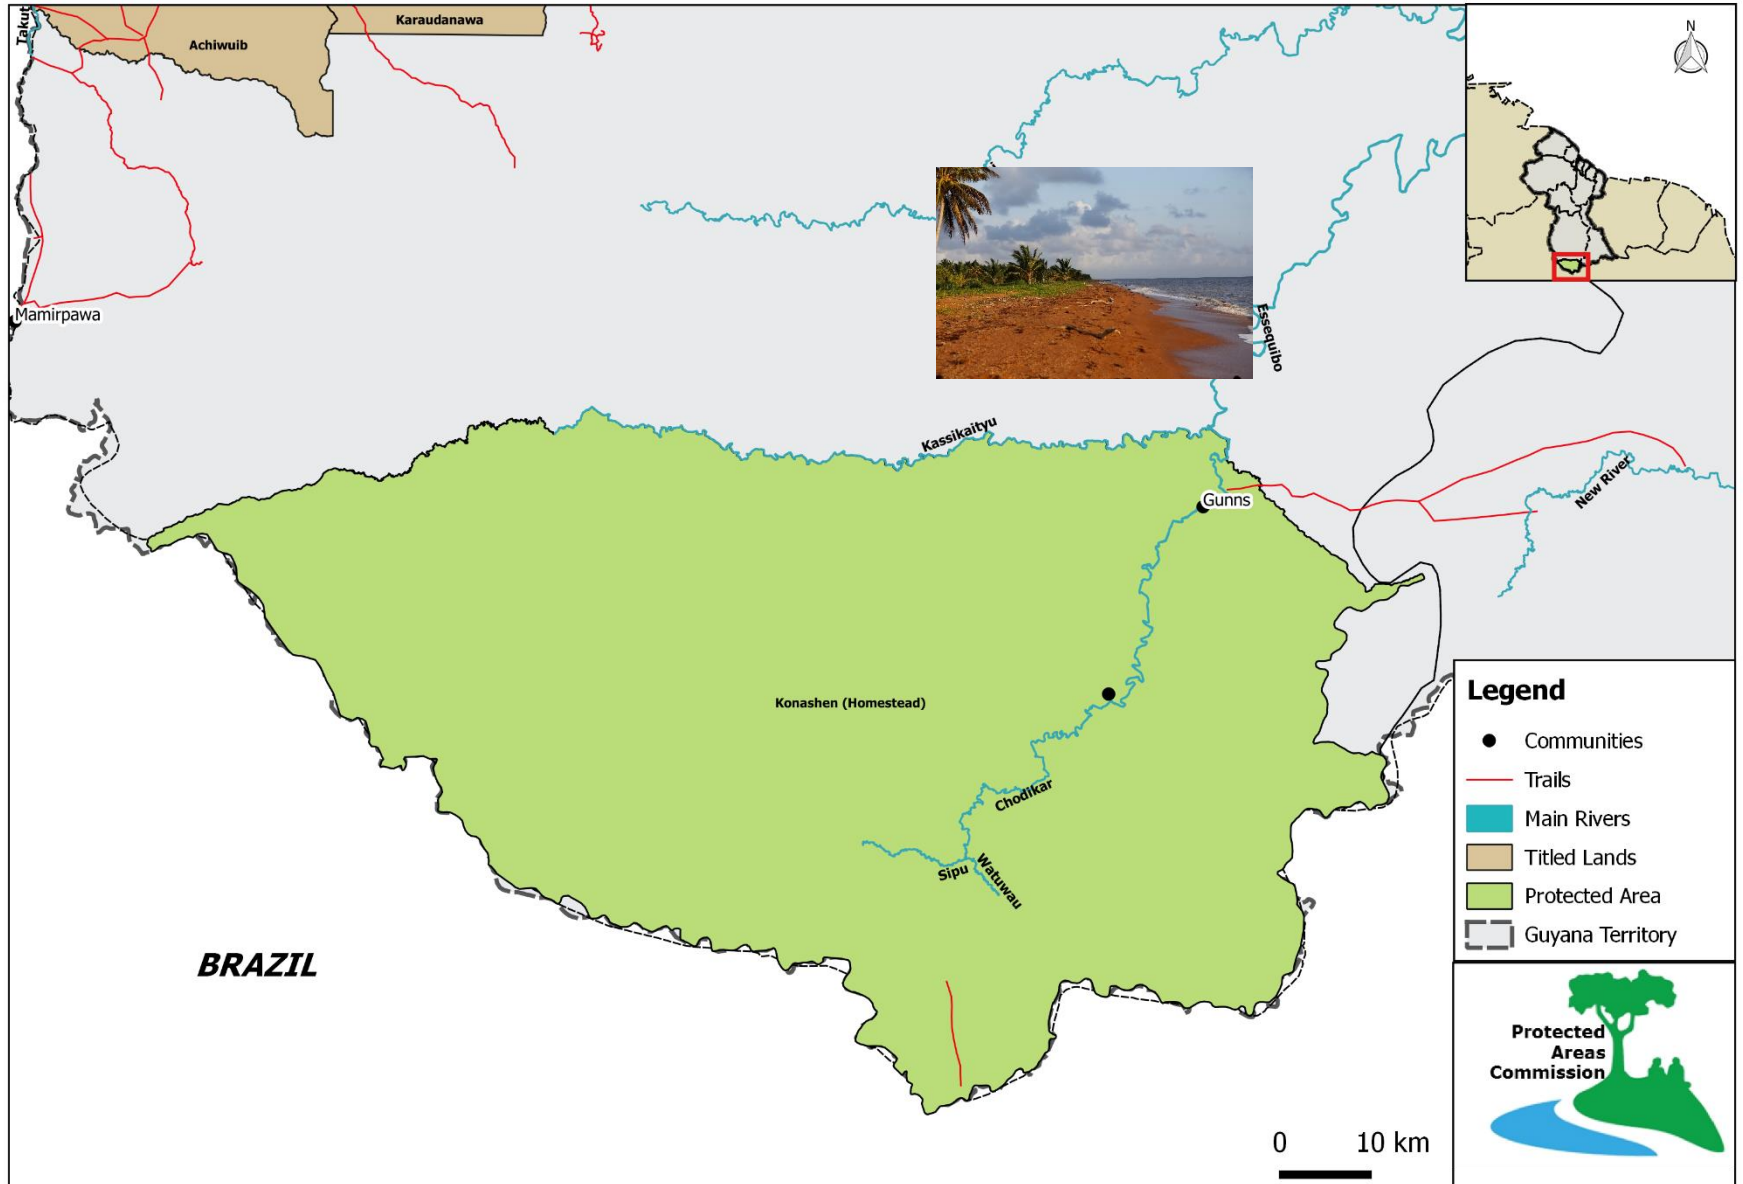 Takut
Achiwuib
Karaudanawa
N
Mamirpawa
Essequibo
Kassikaityu
Gunns
New River
Konashen (Homestead)
Chodikar
Sipu
Watuwau
BRAZIL
Legend
Communities
Trails
Main Rivers
Titled Lands
Protected Area
Guyana Territory
Protected
Areas
Commission
0 10 km